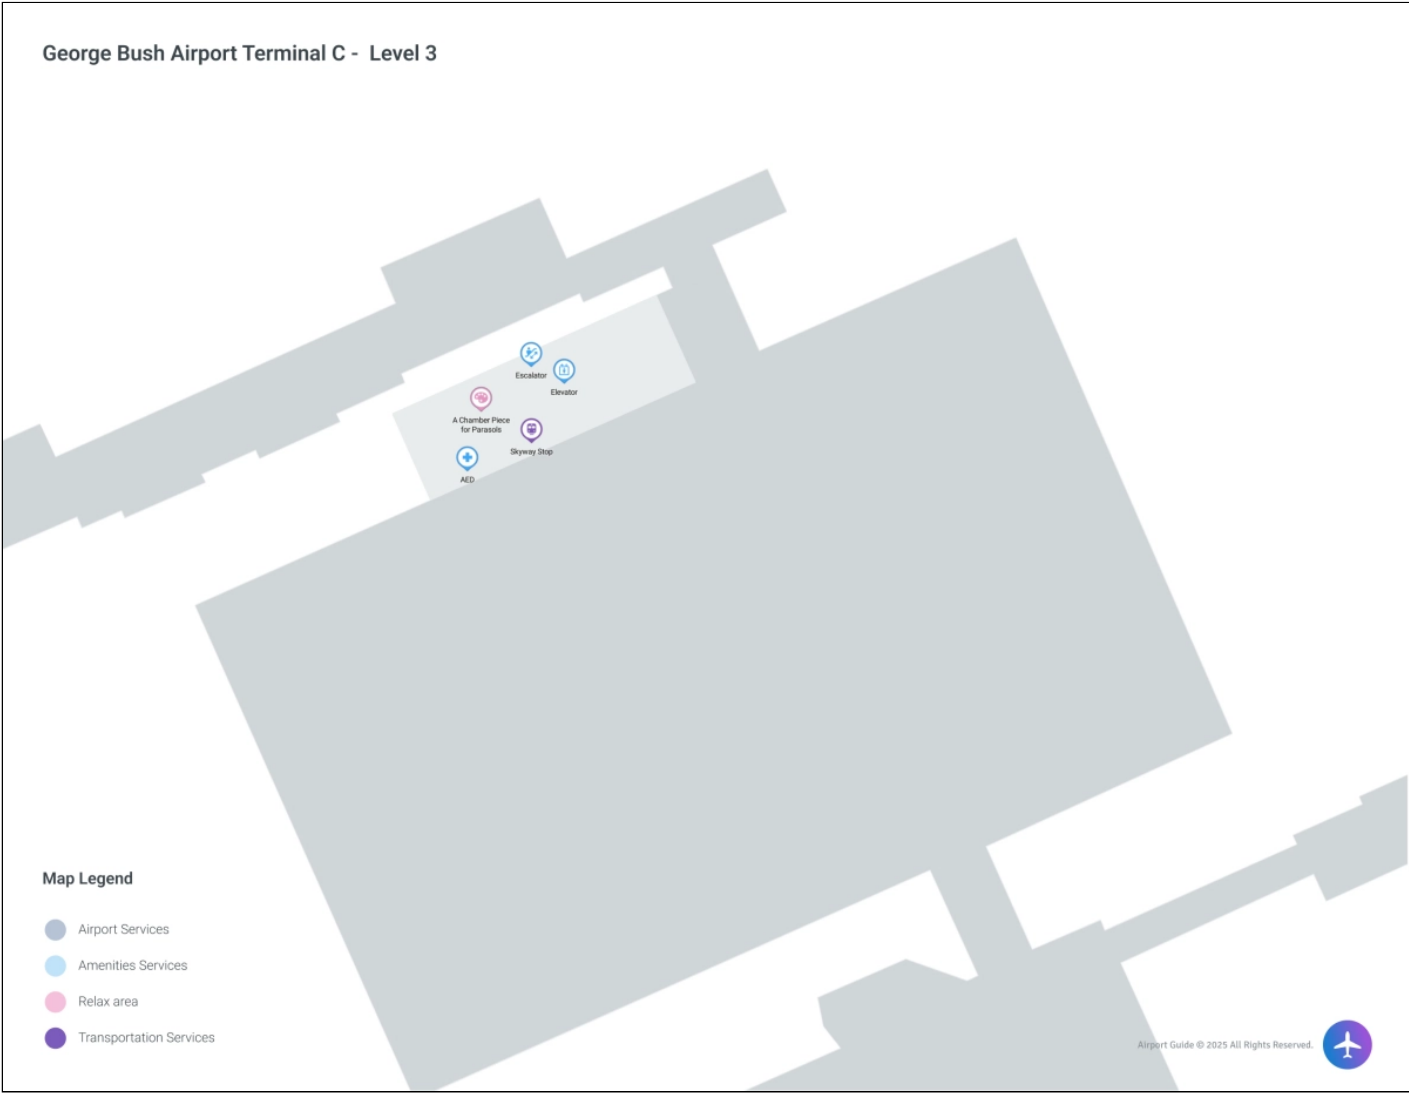 George Bush Airport Terminal C -  Level 3
Escalator
Elevator
A Chamber Piece
for Parasols
Skyway Stop
AED
Map Legend
Airport Services
Amenities Services
Relax area
Transportation Services
Airport Guide © 2025 All Rights Reserved.